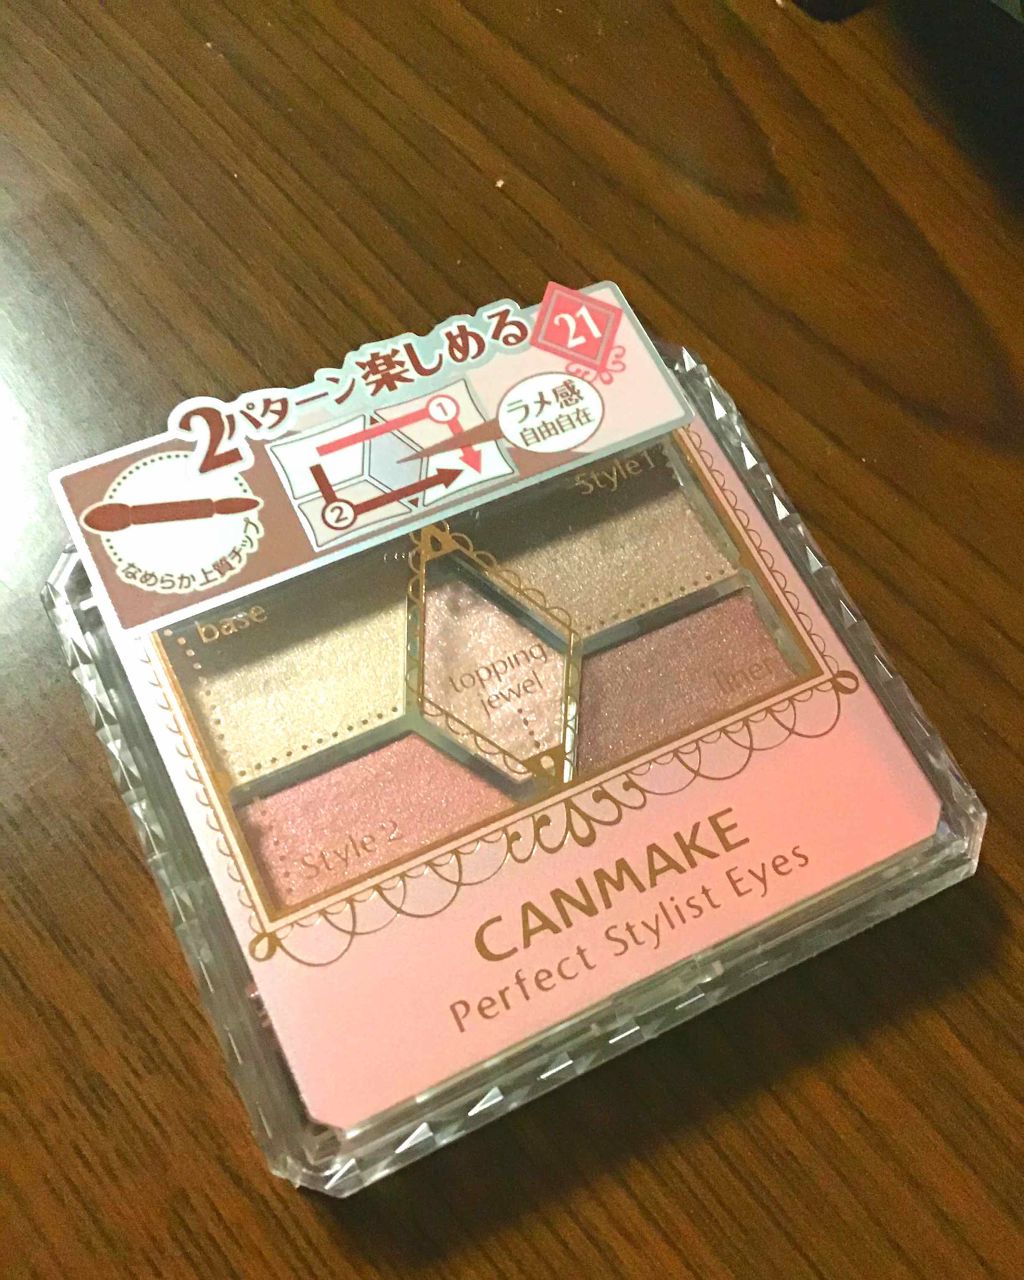 2パターン楽しめる
21
ラメ感
自由自在
1
2
なめらか上質チップ
Style1
base
topping
jewel
liner
Style 2
CANMAKE
Perfect Stylist Eyes